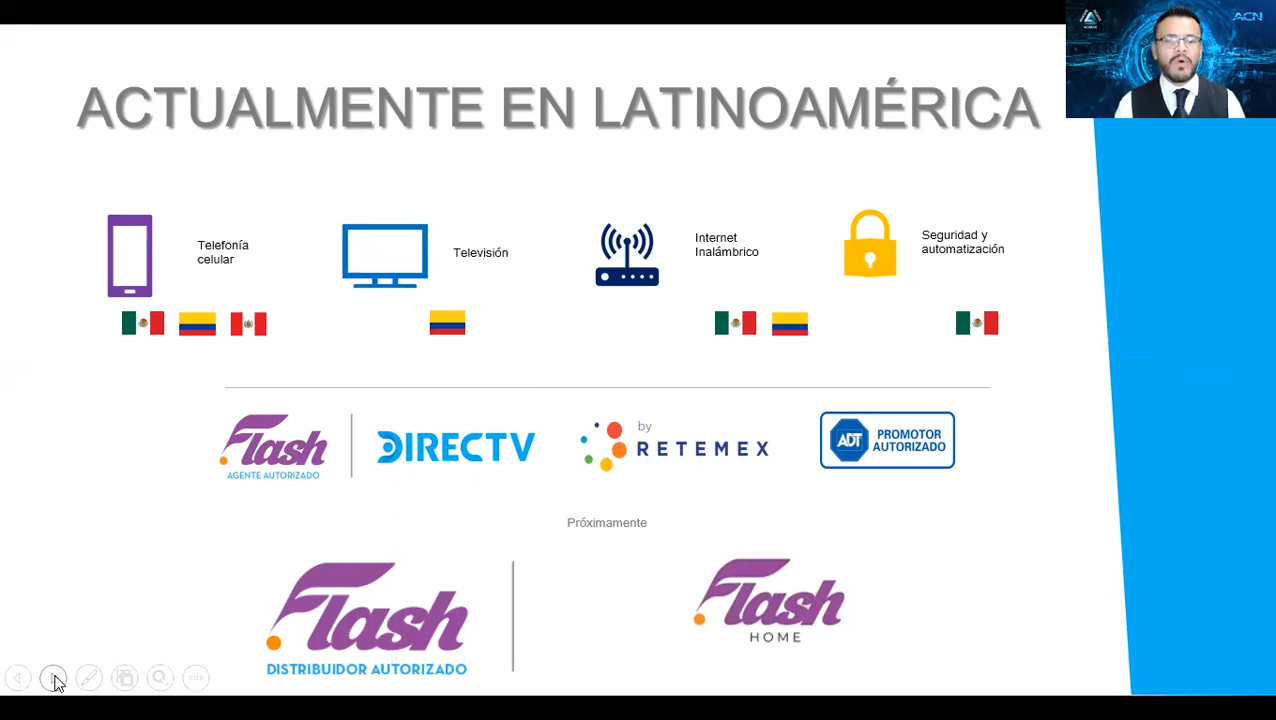 ACN
ACTUALMENTE EN LATINOAMÉRICA
Telefonía
celular
Televisión
Internet
Inalámbrico
Seguridad y
automatización
Flash
AGENTE AUTORIZADO
DIRECTV
by
RETEMEX
ADT
PROMOTOR
AUTORIZADO
Próximamente
Flash
DISTRIBUIDOR AUTORIZADO
Flash
HOME